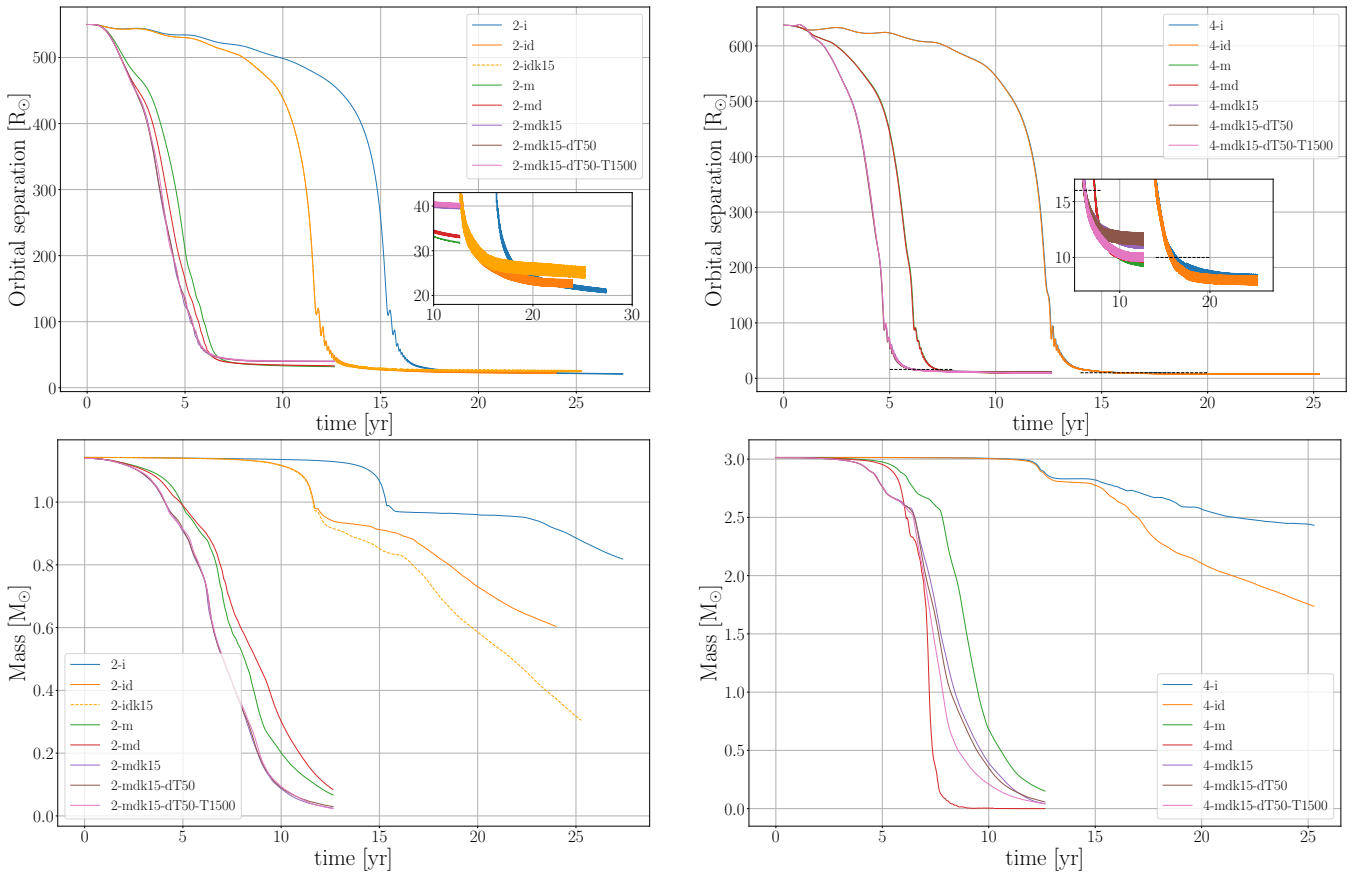 Orbital separation [R☉]
550
500
400
300
200
100
0
0
5
10
15
20
25
time [yr]
2-i
2-id
2-idk15
2-m
2-md
2-mdk15
2-mdk15-dT50
2-mdk15-dT50-T1500
40
30
20
10
20
30
Orbital separation [R☉]
600
500
400
300
200
100
0
0
5
10
15
20
25
time [yr]
4-i
4-id
4-m
4-md
4-mdk15
4-mdk15-dT50
4-mdk15-dT50-T1500
15
10
10
20
Mass [M☉]
1.0
0.8
0.6
0.4
0.2
0.0
0
5
10
15
20
25
time [yr]
2-i
2-id
2-idk15
2-m
2-md
2-mdk15
2-mdk15-dT50
2-mdk15-dT50-T1500
Mass [M☉]
3.0
2.5
2.0
1.5
1.0
0.5
0.0
0
5
10
15
20
25
time [yr]
4-i
4-id
4-m
4-md
4-mdk15
4-mdk15-dT50
4-mdk15-dT50-T1500